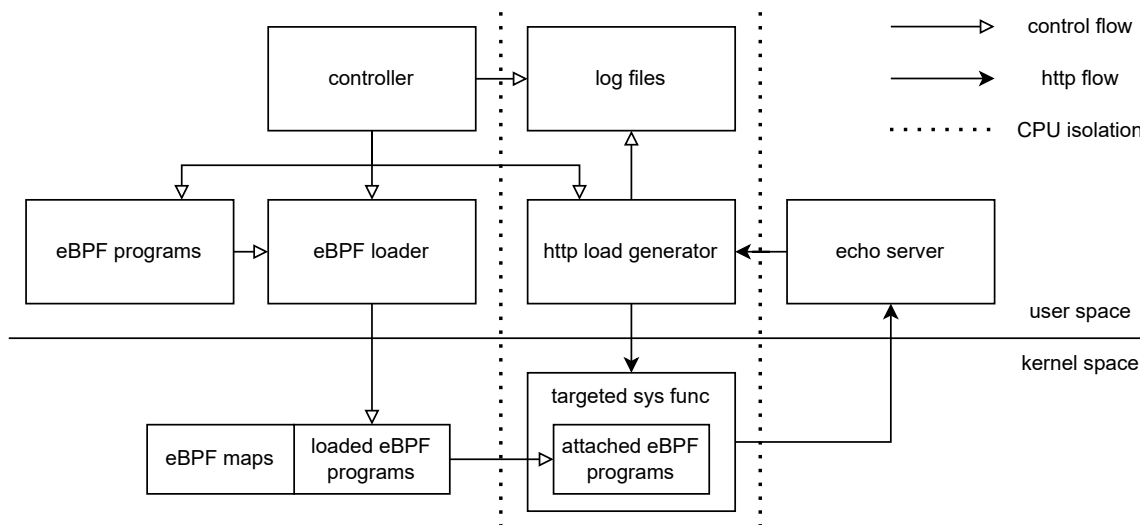 controller
log files
control flow
http flow
CPU isolation
eBPF programs
eBPF loader
http load generator
echo server
user space
kernel space
targeted sys func
eBPF maps
loaded eBPF
programs
attached eBPF
programs